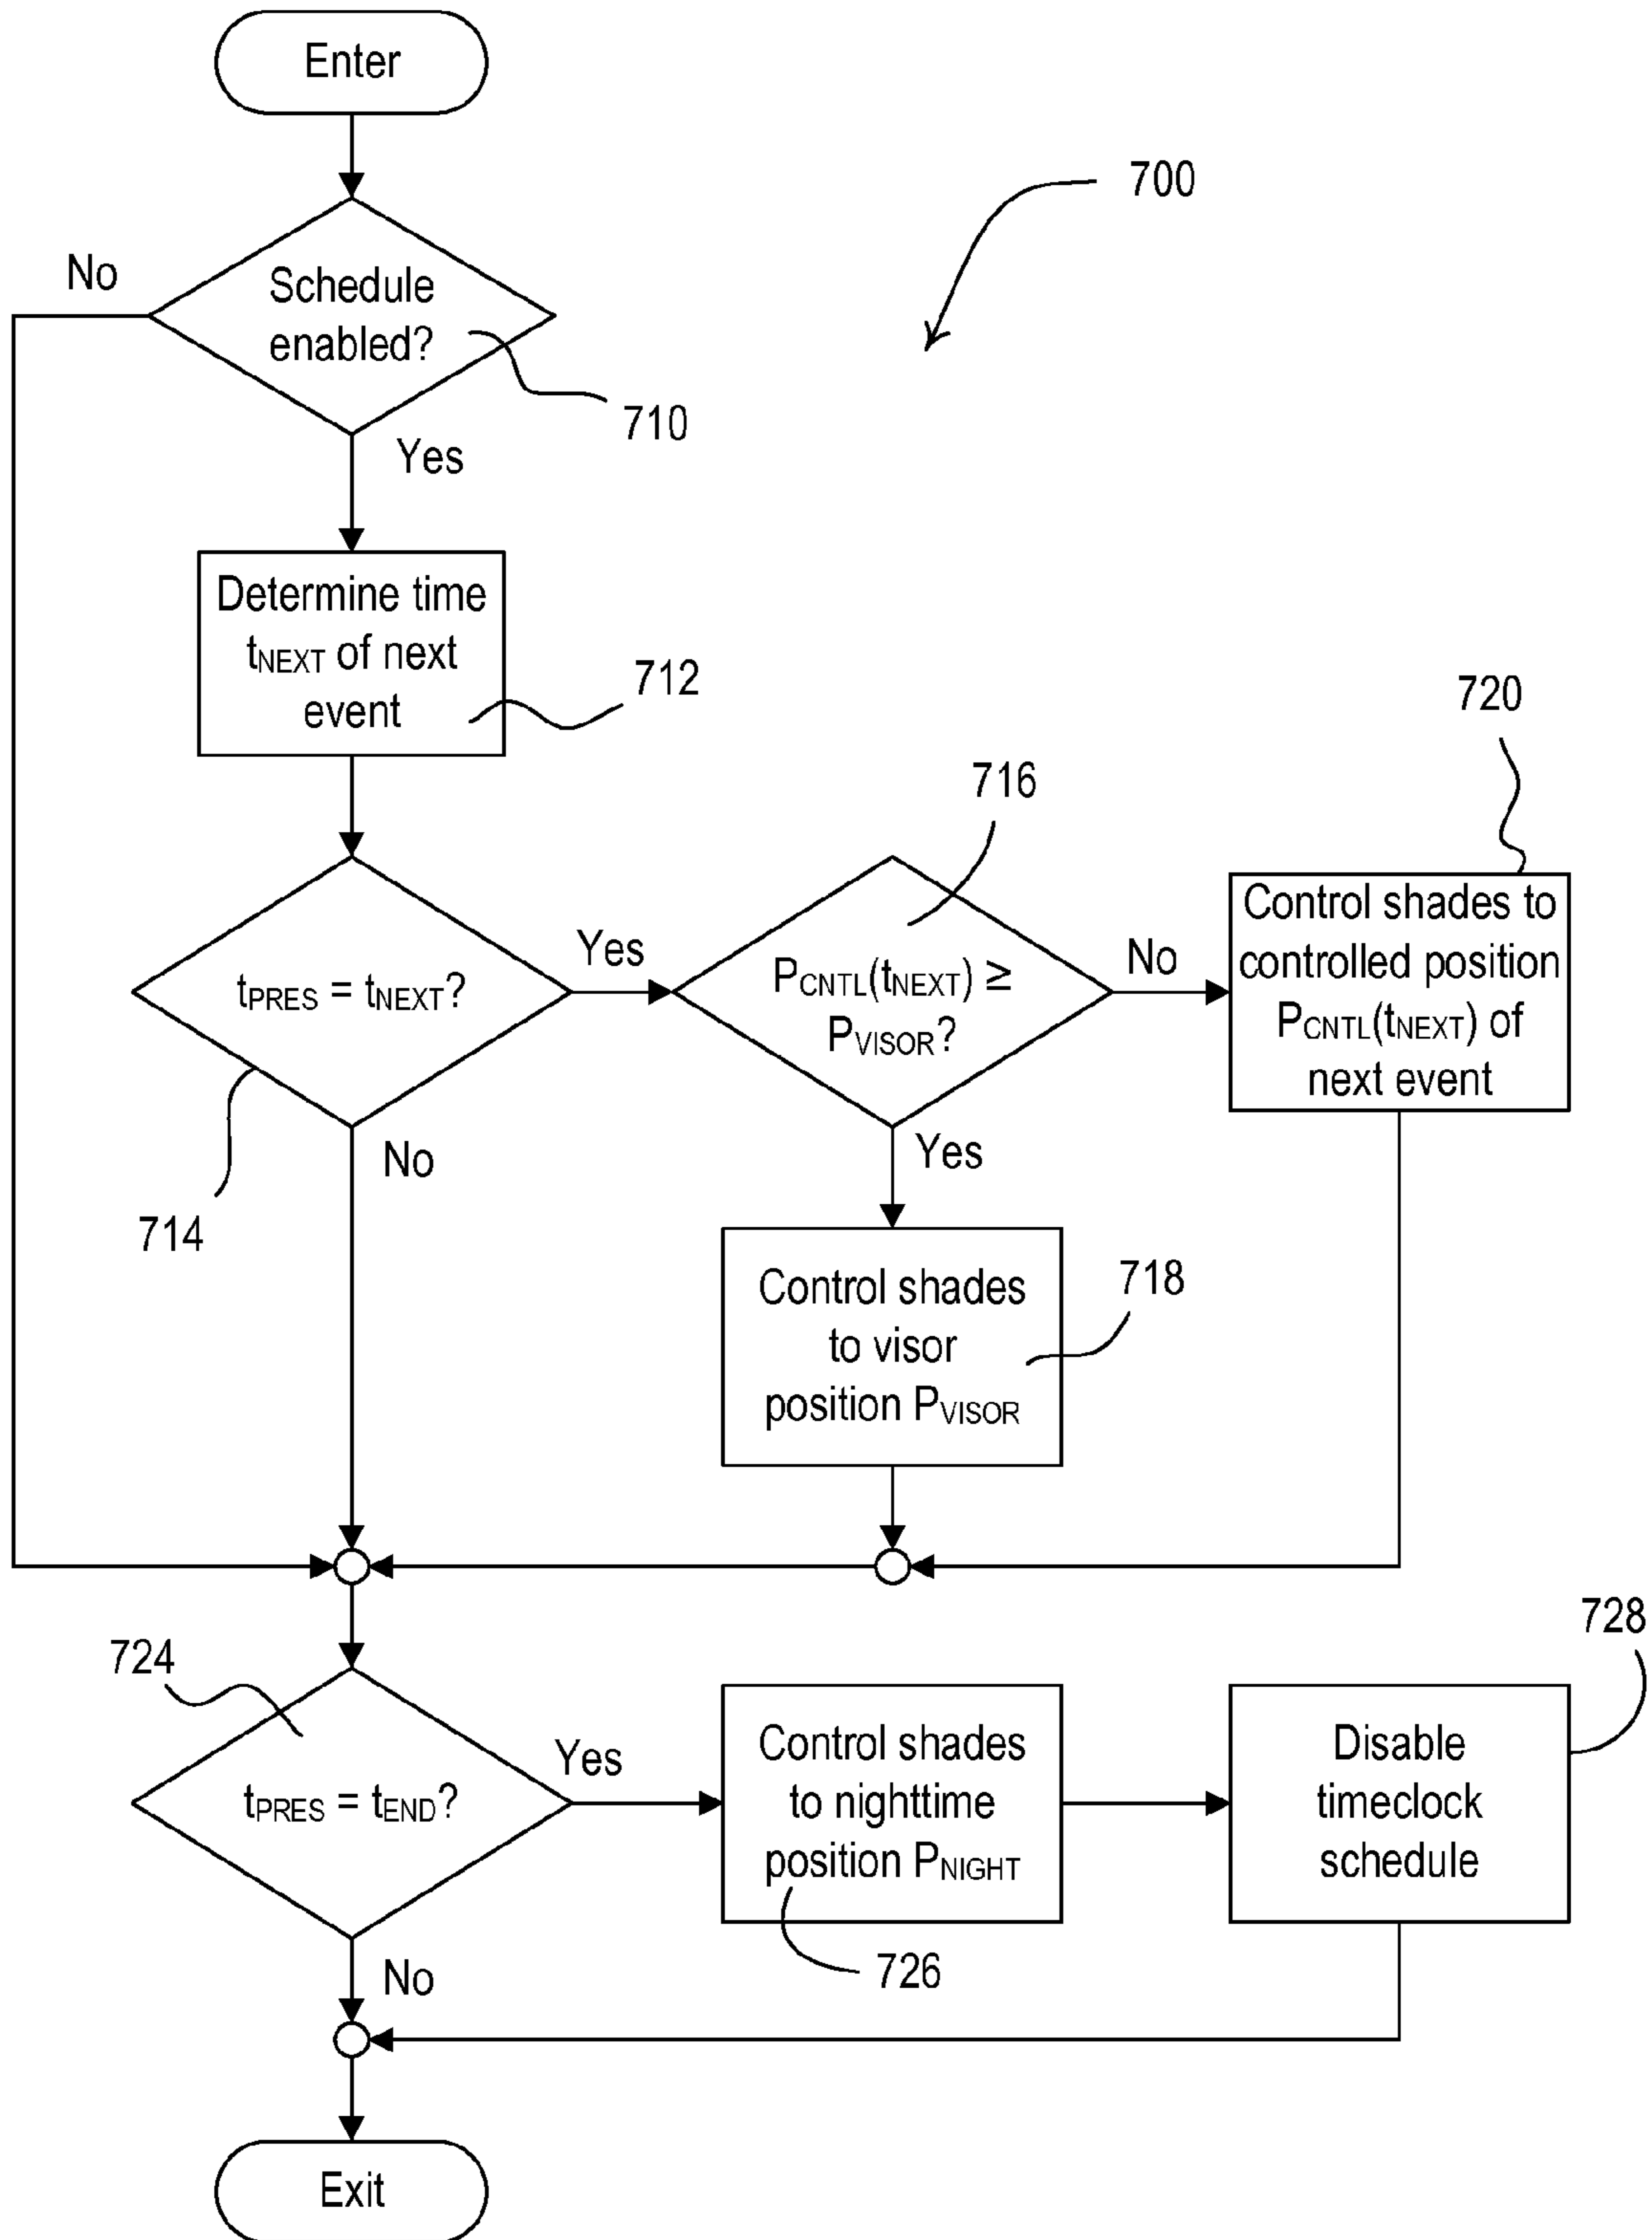 Enter
700
No
Schedule
enabled?
710
Yes
Determine time
tNEXT of next
event
712
720
716
Control shades to
controlled position
PCNTL(tNEXT) of
next event
tPRES = tNEXT?
Yes
PCNTL(tNEXT) ≥
PVISOR?
No
714
No
Yes
Control shades
to visor
position PVISOR
718
724
728
tPRES = tEND?
Yes
Control shades
to nighttime
position PNIGHT
726
Disable
timeclock
schedule
No
Exit